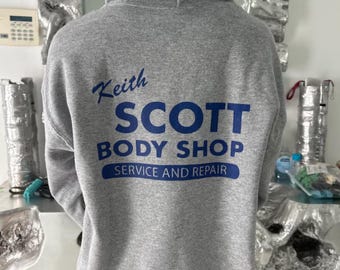 Keith
SCOTT
BODY SHOP
SERVICE AND REPAIR